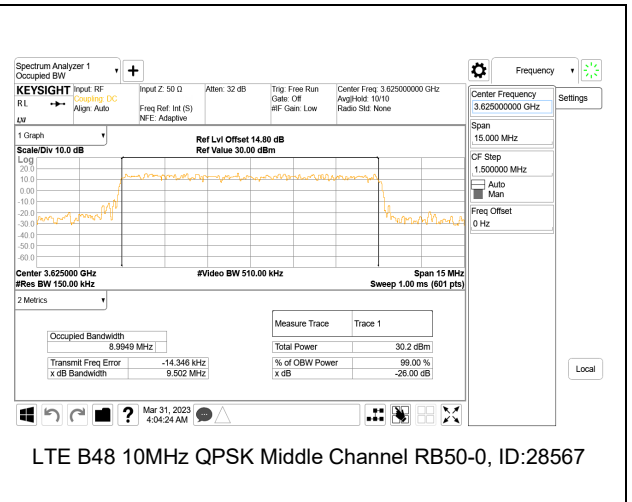 Spectrum Analyzer 1
Occupied BW
+
Frequency
KEYSIGHT Input: RF Input Z: 50 Ω Atten: 32 dB Trig: Free Run Center Freq: 3.625000000 GHz
RL Coupling: DC Gate: Off Avg|Hold: 10/10
Align: Auto Freq Ref: Int (S) #IF Gain: Low Radio Std: None
LXI NFE: Adaptive
Center Frequency
3.625000000 GHz
Settings
Span
15.000 MHz
CF Step
1.500000 MHz
Auto
Man
Freq Offset
0 Hz
Local
1 Graph
Ref Lvl Offset 14.80 dB
Scale/Div 10.0 dB Ref Value 30.00 dBm
Log
20.0
10.0
0.00
-10.0
-20.0
-30.0
-40.0
-50.0
-60.0
Center 3.625000 GHz #Video BW 510.00 kHz Span 15 MHz
#Res BW 150.00 kHz Sweep 1.00 ms (601 pts)
2 Metrics
Measure Trace Trace 1
Occupied Bandwidth
8.9949 MHz Total Power 30.2 dBm
Transmit Freq Error -14.346 kHz % of OBW Power 99.00 %
x dB Bandwidth 9.502 MHz x dB -26.00 dB
? Mar 31, 2023
4:04:24 AM
LTE B48 10MHz QPSK Middle Channel RB50-0, ID:28567